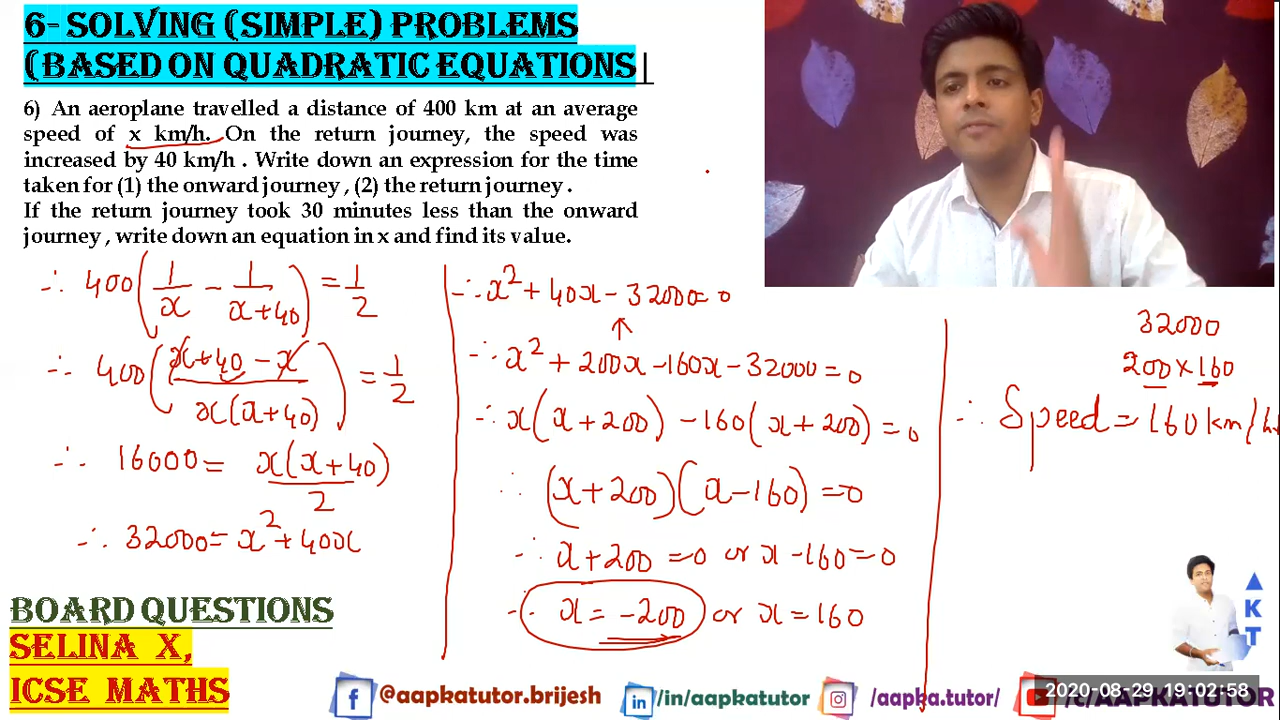 6- SOLVING (SIMPLE) PROBLEMS
(BASED ON QUADRATIC EQUATIONS
6) An aeroplane travelled a distance of 400 km at an average
speed of x km/h. On the return journey, the speed was
increased by 40 km/h . Write down an expression for the time
taken for (1) the onward journey , (2) the return journey .
If the return journey took 30 minutes less than the onward
journey , write down an equation in x and find its value.
∴ 400(1/x - 1/(x+40)) = 1/2
∴ 400((x+40-x)/(x(x+40))) = 1/2
∴ 16000 = x(x+40)/2
∴ 32000 = x²+40x
∴ x²+40x-32000=0
↑
∴ x²+200x-160x-32000=0
∴ x(x+200)-160(x+200)=0
∴ (x+200)(x-160)=0
∴ x+200=0 or x-160=0
∴ x=-200 or x=160
32000
200×160
∴ Speed = 160 km/h
BOARD QUESTIONS
SELINA X,
ICSE MATHS
@aapkatutor.brijesh
/in/aapkatutor
/aapka.tutor/
/c/AAPKATUTOR
2020-08-29 19:02:58
AKT